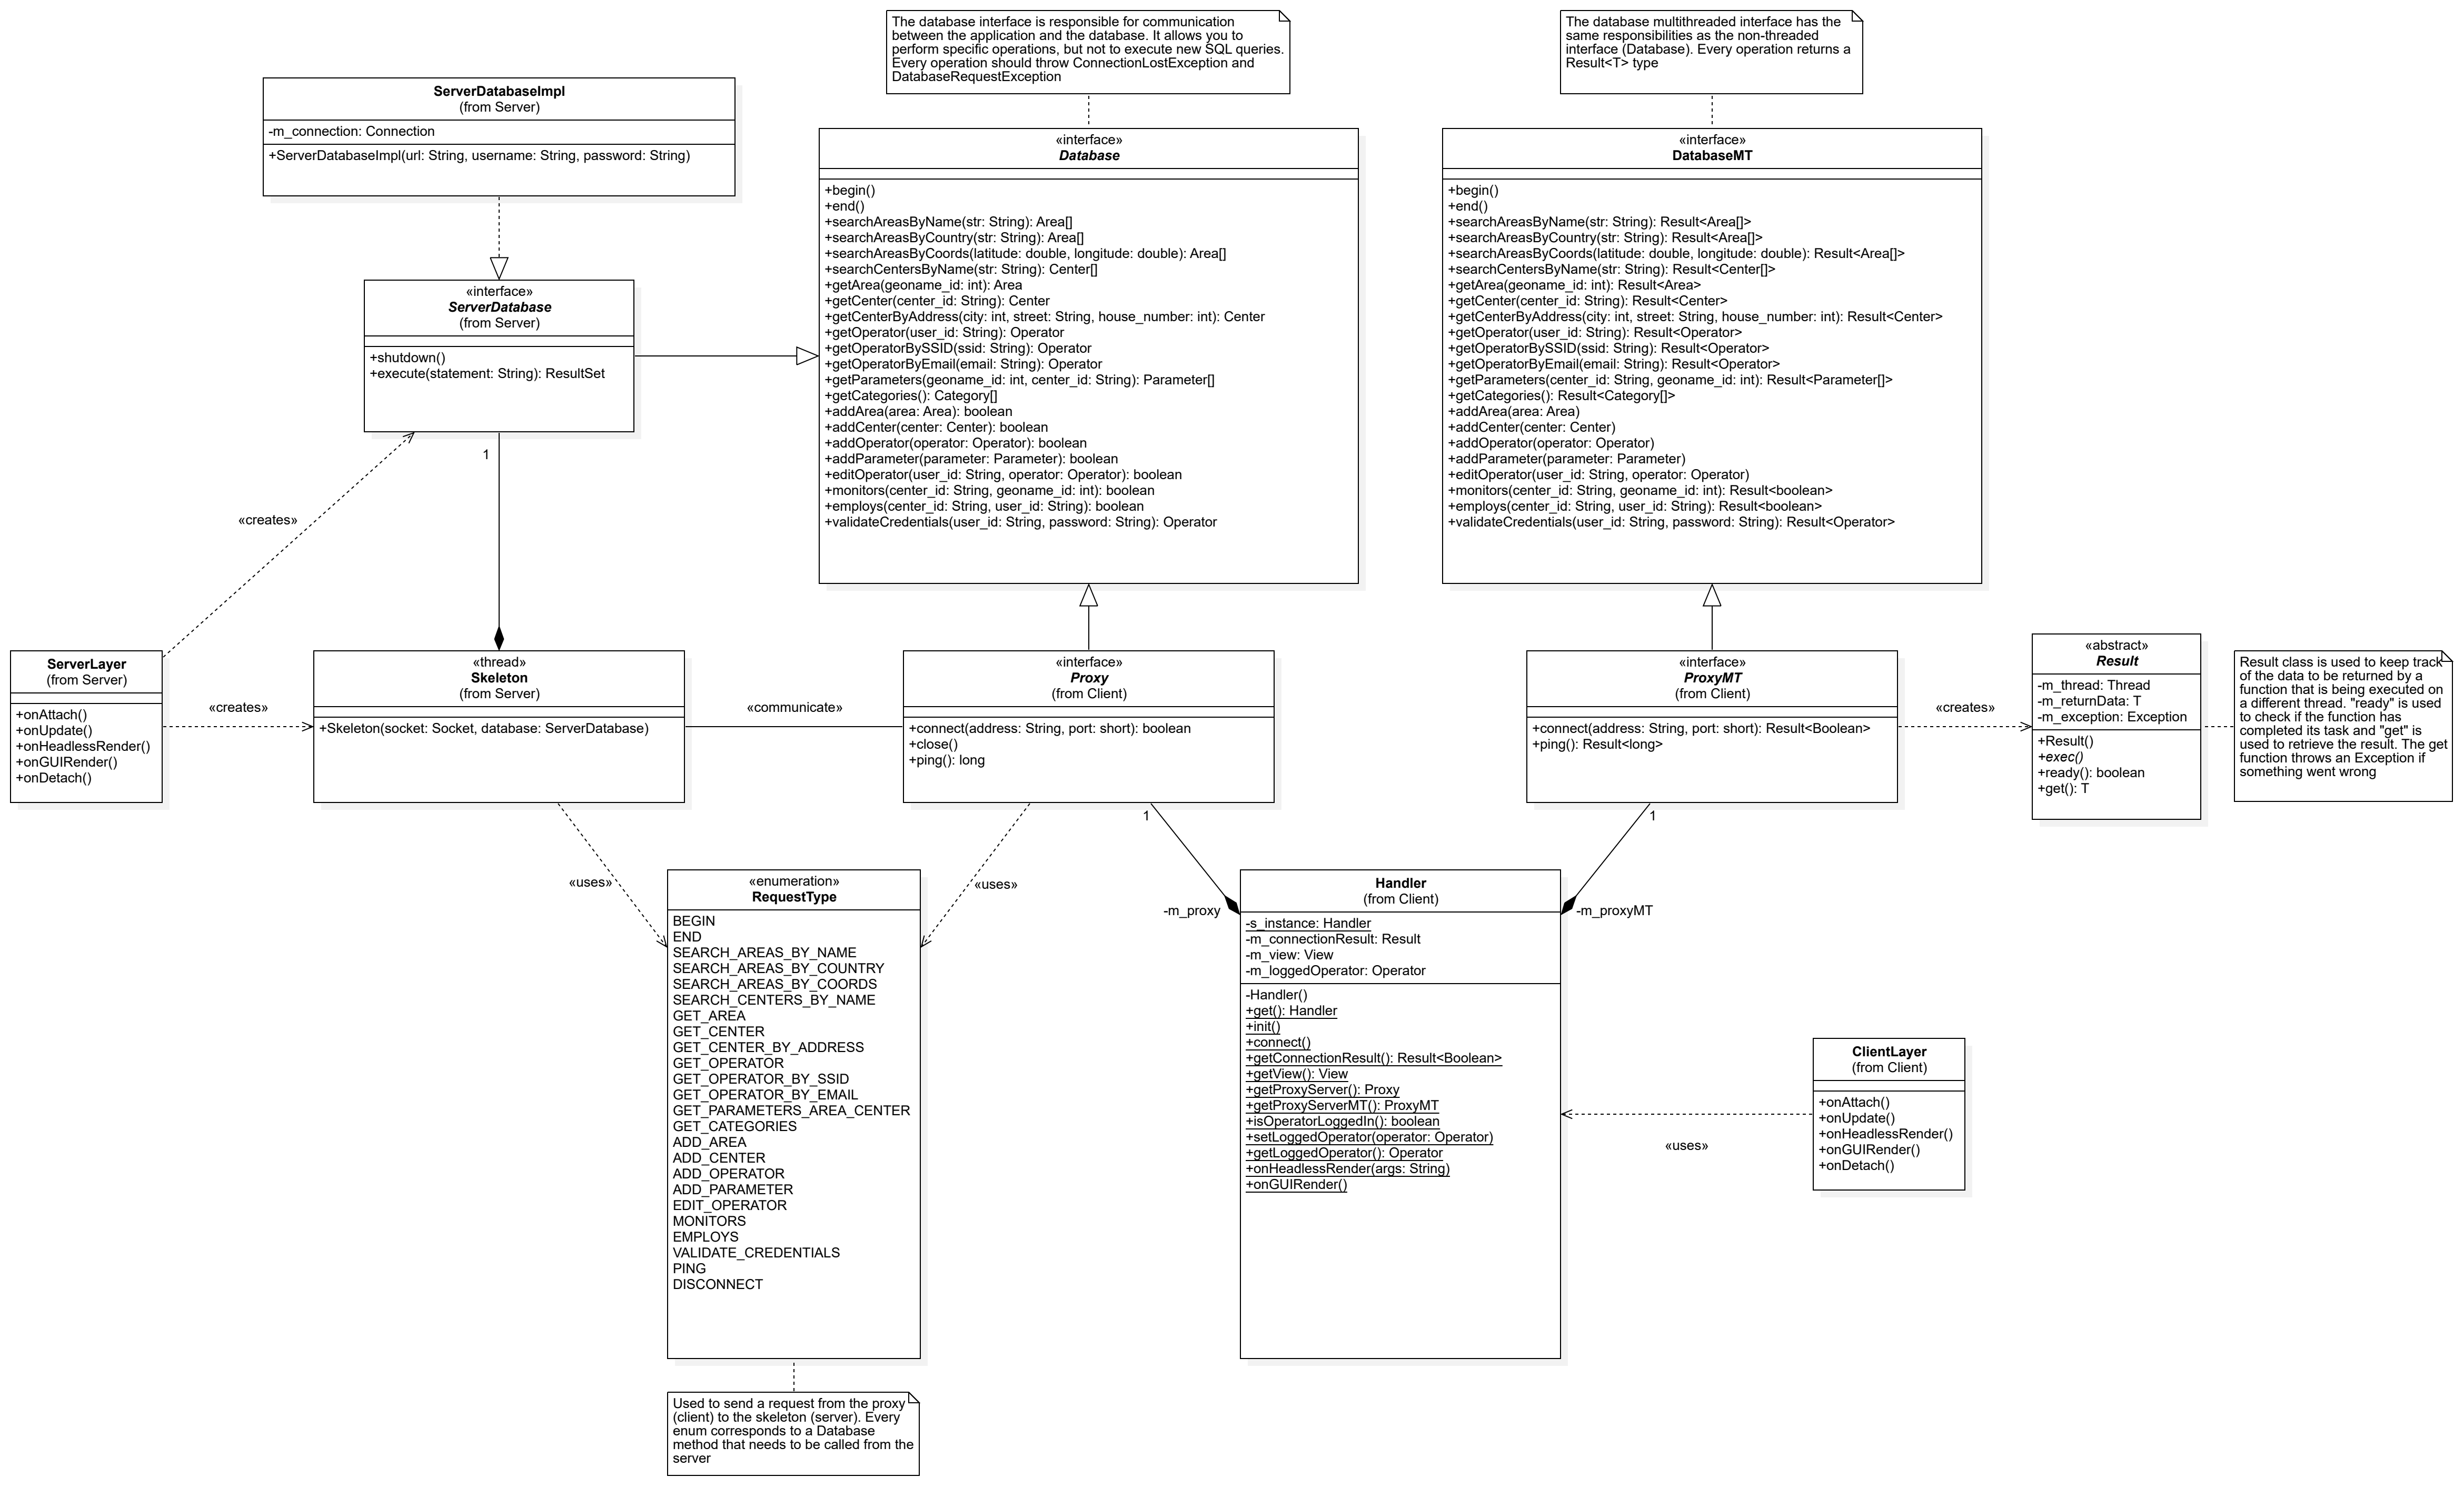 The database interface is responsible for communication
between the application and the database. It allows you to
perform specific operations, but not to execute new SQL queries.
Every operation should throw ConnectionLostException and
DatabaseRequestException
The database multithreaded interface has the
same responsibilities as the non-threaded
interface (Database). Every operation returns a
Result<T> type
ServerDatabaseImpl
(from Server)
-m_connection: Connection
+ServerDatabaseImpl(url: String, username: String, password: String)
«interface»
Database
+begin()
+end()
+searchAreasByName(str: String): Area[]
+searchAreasByCountry(str: String): Area[]
+searchAreasByCoords(latitude: double, longitude: double): Area[]
+searchCentersByName(str: String): Center[]
+getArea(geoname_id: int): Area
+getCenter(center_id: String): Center
+getCenterByAddress(city: int, street: String, house_number: int): Center
+getOperator(user_id: String): Operator
+getOperatorBySSID(ssid: String): Operator
+getOperatorByEmail(email: String): Operator
+getParameters(geoname_id: int, center_id: String): Parameter[]
+getCategories(): Category[]
+addArea(area: Area): boolean
+addCenter(center: Center): boolean
+addOperator(operator: Operator): boolean
+addParameter(parameter: Parameter): boolean
+editOperator(user_id: String, operator: Operator): boolean
+monitors(center_id: String, geoname_id: int): boolean
+employs(center_id: String, user_id: String): boolean
+validateCredentials(user_id: String, password: String): Operator
«interface»
DatabaseMT
+begin()
+end()
+searchAreasByName(str: String): Result<Area[]>
+searchAreasByCountry(str: String): Result<Area[]>
+searchAreasByCoords(latitude: double, longitude: double): Result<Area[]>
+searchCentersByName(str: String): Result<Center[]>
+getArea(geoname_id: int): Result<Area>
+getCenter(center_id: String): Result<Center>
+getCenterByAddress(city: int, street: String, house_number: int): Result<Center>
+getOperator(user_id: String): Result<Operator>
+getOperatorBySSID(ssid: String): Result<Operator>
+getOperatorByEmail(email: String): Result<Operator>
+getParameters(center_id: String, geoname_id: int): Result<Parameter[]>
+getCategories(): Result<Category[]>
+addArea(area: Area)
+addCenter(center: Center)
+addOperator(operator: Operator)
+addParameter(parameter: Parameter)
+editOperator(user_id: String, operator: Operator)
+monitors(center_id: String, geoname_id: int): Result<boolean>
+employs(center_id: String, user_id: String): Result<boolean>
+validateCredentials(user_id: String, password: String): Result<Operator>
«interface»
ServerDatabase
(from Server)
+shutdown()
+execute(statement: String): ResultSet
1
«creates»
ServerLayer
(from Server)
+onAttach()
+onUpdate()
+onHeadlessRender()
+onGUIRender()
+onDetach()
«creates»
«thread»
Skeleton
(from Server)
+Skeleton(socket: Socket, database: ServerDatabase)
«communicate»
«interface»
Proxy
(from Client)
+connect(address: String, port: short): boolean
+close()
+ping(): long
«interface»
ProxyMT
(from Client)
+connect(address: String, port: short): Result<Boolean>
+ping(): Result<long>
«creates»
«abstract»
Result
-m_thread: Thread
-m_returnData: T
-m_exception: Exception
+Result()
+exec()
+ready(): boolean
+get(): T
Result class is used to keep track
of the data to be returned by a
function that is being executed on
a different thread. "ready" is used
to check if the function has
completed its task and "get" is
used to retrieve the result. The get
function throws an Exception if
something went wrong
1
1
«uses»
«uses»
-m_proxy
-m_proxyMT
«enumeration»
RequestType
BEGIN
END
SEARCH_AREAS_BY_NAME
SEARCH_AREAS_BY_COUNTRY
SEARCH_AREAS_BY_COORDS
SEARCH_CENTERS_BY_NAME
GET_AREA
GET_CENTER
GET_CENTER_BY_ADDRESS
GET_OPERATOR
GET_OPERATOR_BY_SSID
GET_OPERATOR_BY_EMAIL
GET_PARAMETERS_AREA_CENTER
GET_CATEGORIES
ADD_AREA
ADD_CENTER
ADD_OPERATOR
ADD_PARAMETER
EDIT_OPERATOR
MONITORS
EMPLOYS
VALIDATE_CREDENTIALS
PING
DISCONNECT
Handler
(from Client)
-s_instance: Handler
-m_connectionResult: Result
-m_view: View
-m_loggedOperator: Operator
-Handler()
+get(): Handler
+init()
+connect()
+getConnectionResult(): Result<Boolean>
+getView(): View
+getProxyServer(): Proxy
+getProxyServerMT(): ProxyMT
+isOperatorLoggedIn(): boolean
+setLoggedOperator(operator: Operator)
+getLoggedOperator(): Operator
+onHeadlessRender(args: String)
+onGUIRender()
«uses»
ClientLayer
(from Client)
+onAttach()
+onUpdate()
+onHeadlessRender()
+onGUIRender()
+onDetach()
Used to send a request from the proxy
(client) to the skeleton (server). Every
enum corresponds to a Database
method that needs to be called from the
server